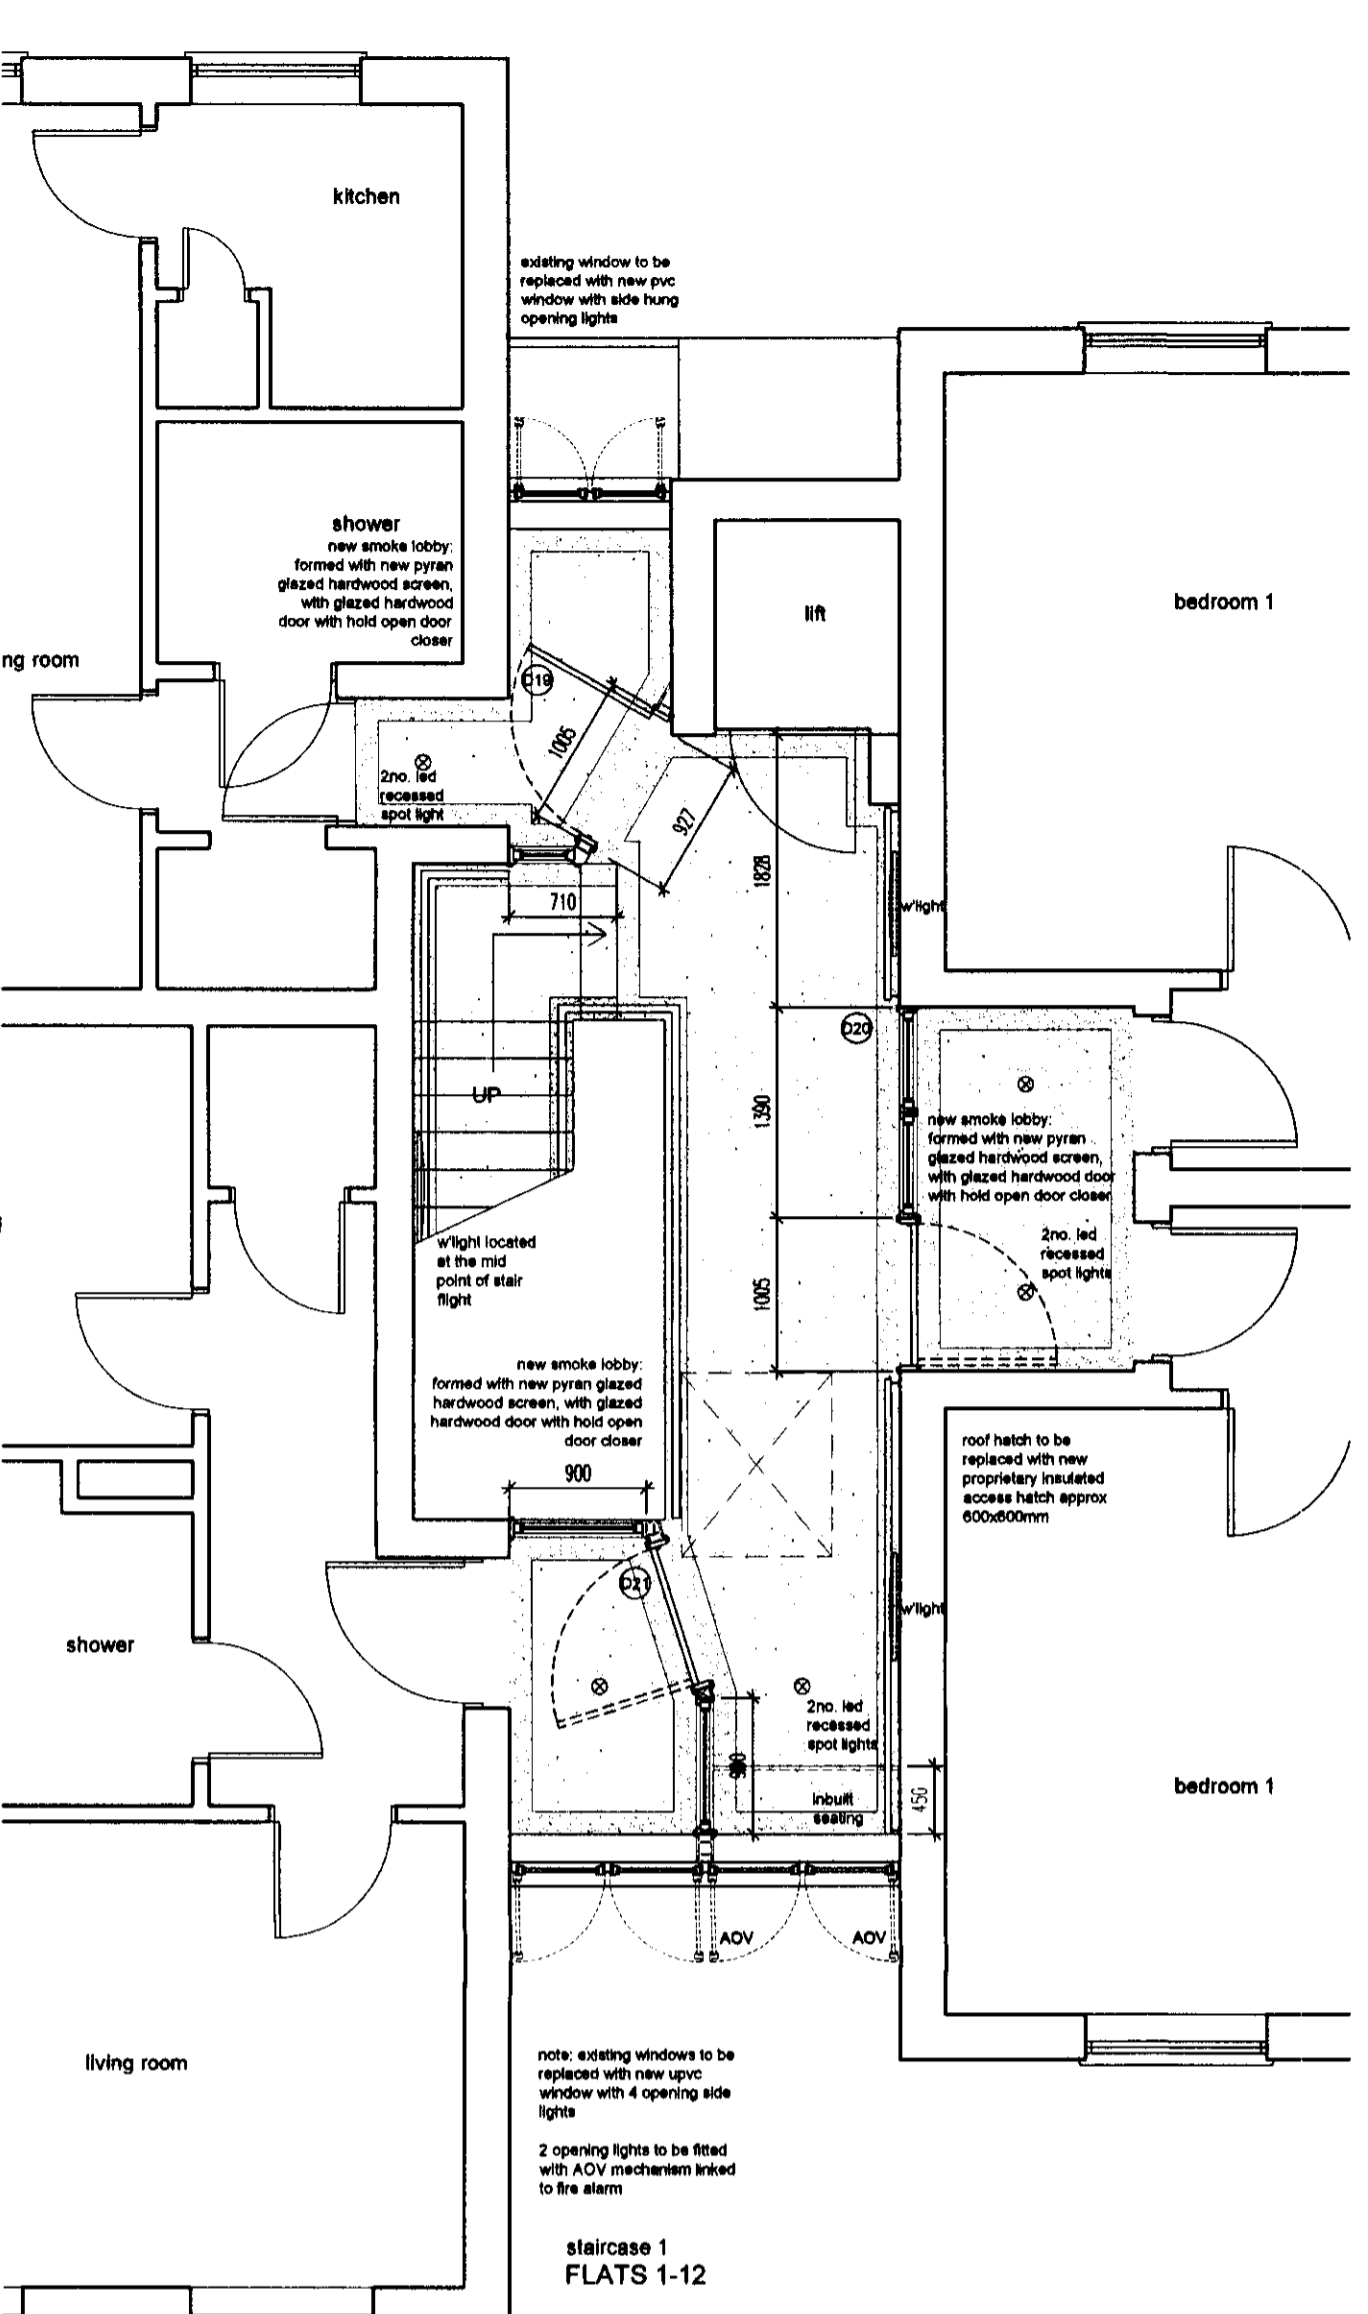 kitchen
existing window to be
replaced with new pvc
window with side hung
opening lights
shower
new smoke lobby:
formed with new pyran
glazed hardwood screen,
with glazed hardwood
door with hold open door
closer
lift
bedroom 1
ng room
D19
1005
2no. led
recessed
spot light
927
1828
710
w'light
D20
UP
1390
new smoke lobby:
formed with new pyran
glazed hardwood screen,
with glazed hardwood door
with hold open door closer
2no. led
recessed
spot lights
w'light located
at the mid
point of stair
flight
1005
new smoke lobby:
formed with new pyran glazed
hardwood screen, with glazed
hardwood door with hold open
door closer
900
roof hatch to be
replaced with new
proprietary insulated
access hatch approx
600x600mm
D21
w'light
shower
2no. led
recessed
spot lights
inbuilt
seating
450
bedroom 1
AOV
AOV
living room
note: existing windows to be
replaced with new upvc
window with 4 opening side
lights
2 opening lights to be fitted
with AOV mechanism linked
to fire alarm
staircase 1
FLATS 1-12